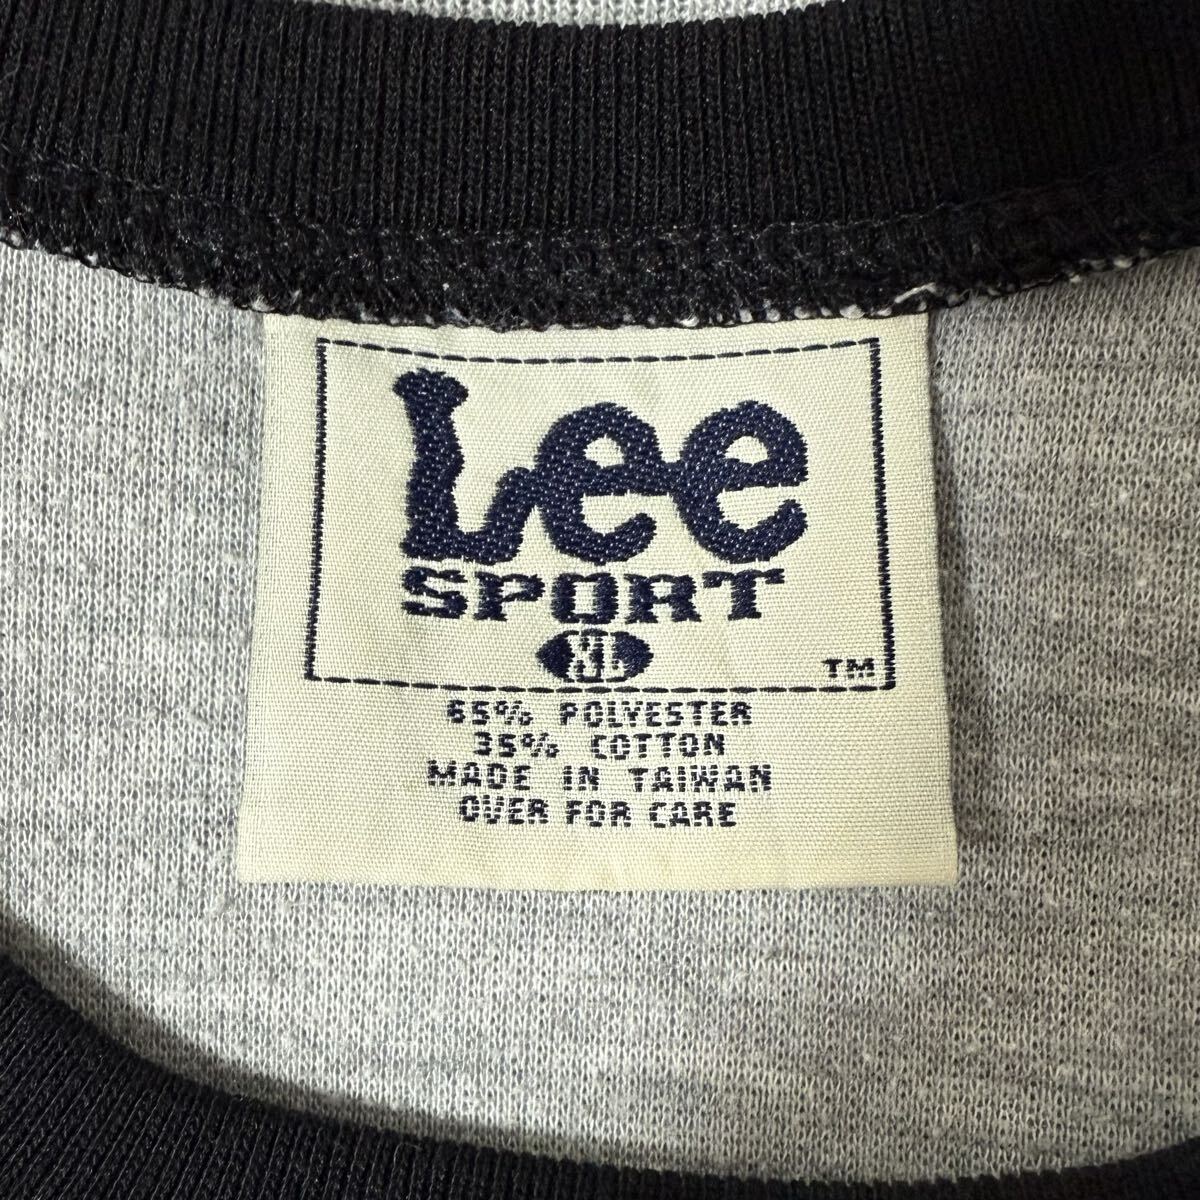 Lee
SPORT
XL
TM
65% POLYESTER
35% COTTON
MADE IN TAIWAN
OVER FOR CARE